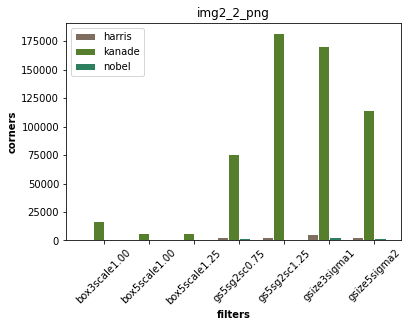 img2_2_png
harris
kanade
nobel
175000
150000
125000
100000
75000
50000
25000
0
corners
box3scale1.00
box5scale1.00
box5scale1.25
gs5sg2sc0.75
gs5sg2sc1.25
gsize3sigma1
gsize5sigma2
filters